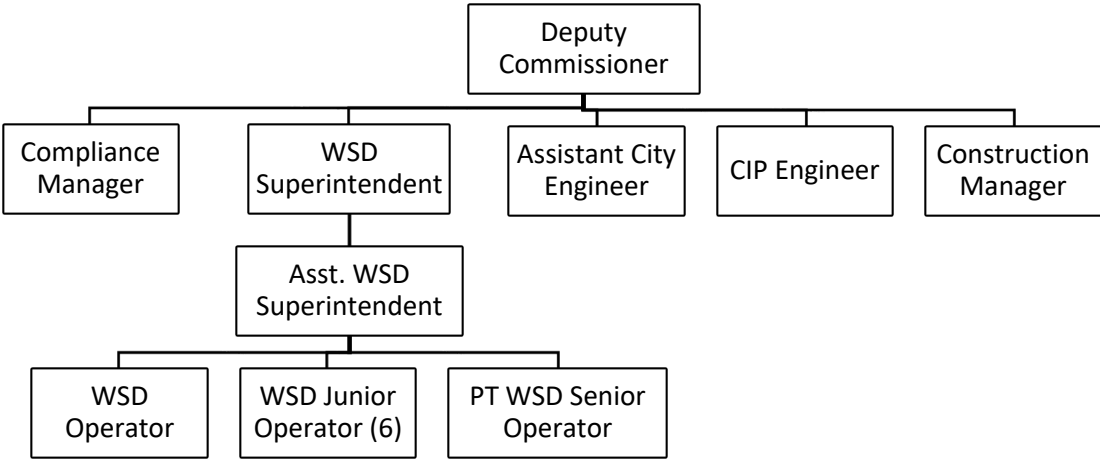 Deputy
Commissioner
Compliance
Manager
WSD
Superintendent
Assistant City
Engineer
CIP Engineer
Construction
Manager
Asst. WSD
Superintendent
WSD
Operator
WSD Junior
Operator (6)
PT WSD Senior
Operator